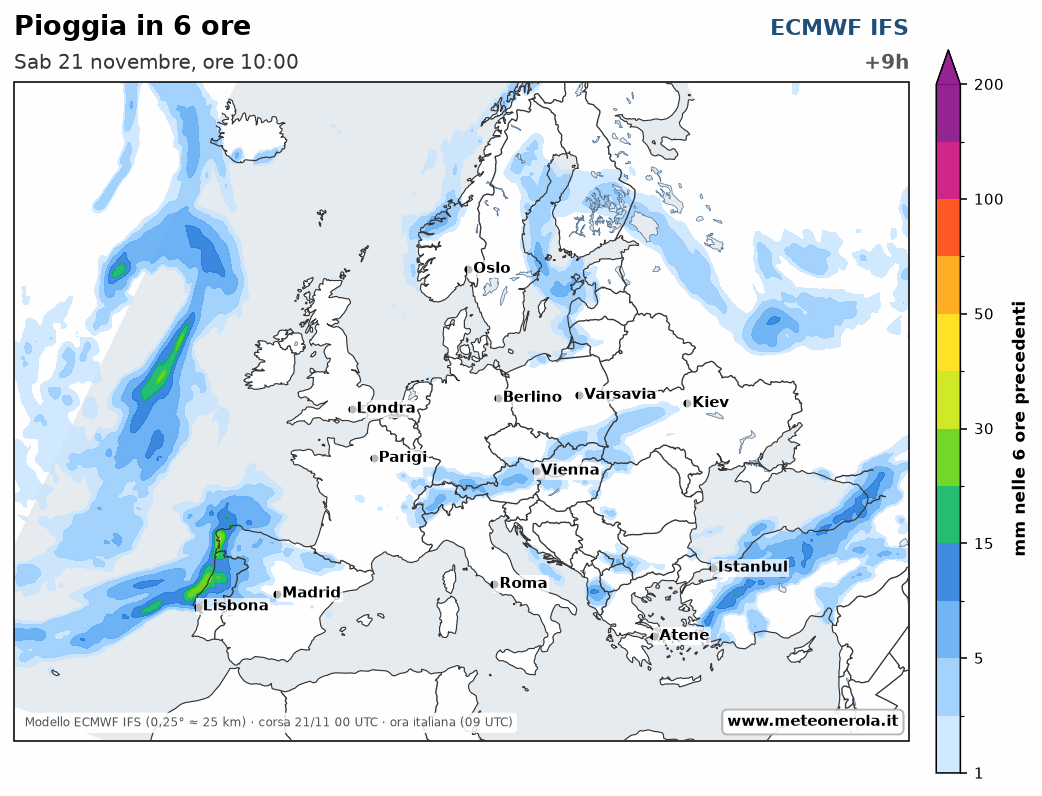 Pioggia in 6 ore
ECMWF IFS
Sab 21 novembre, ore 10:00
+9h
200
100
50
30
15
5
1
mm nelle 6 ore precedenti
Oslo
Londra
Berlino
Varsavia
Kiev
Parigi
Vienna
Istanbul
Roma
Madrid
Lisbona
Atene
Modello ECMWF IFS (0,25° ≈ 25 km) · corsa 21/11 00 UTC · ora italiana (09 UTC)
www.meteonerola.it